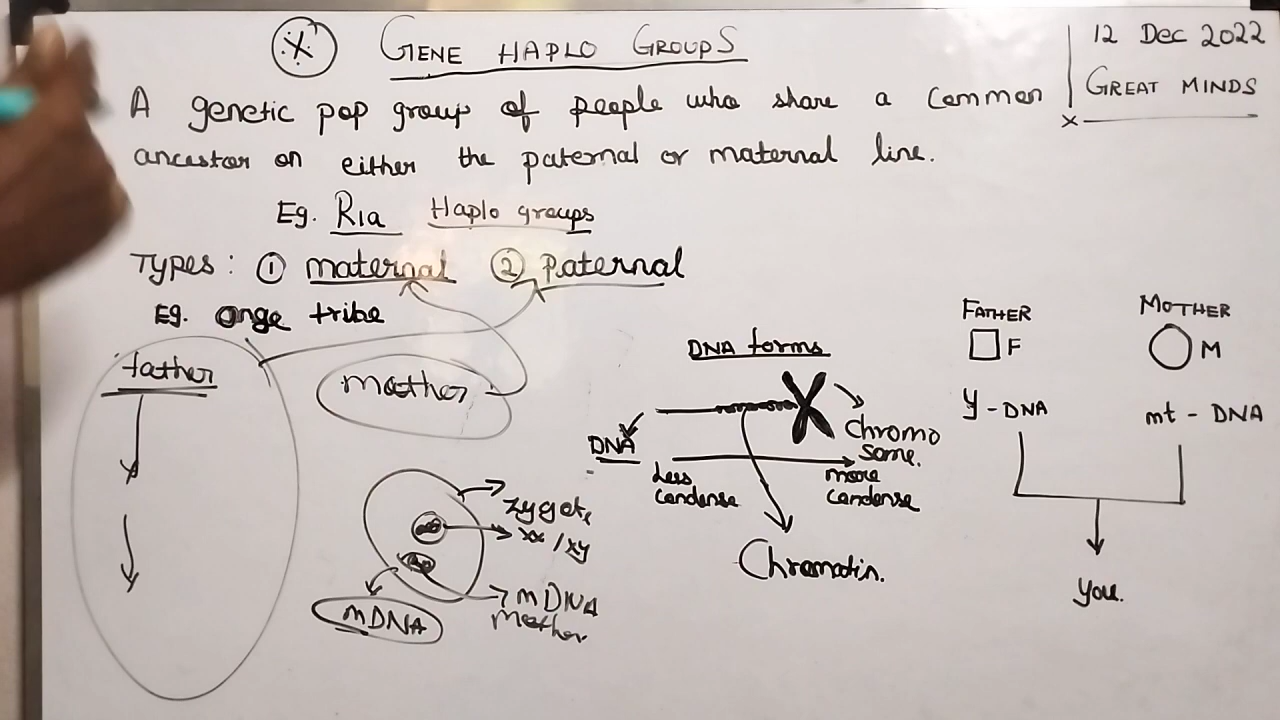 X GENE HAPLO GROUPS
12 Dec 2022
GREAT MINDS
A genetic pop group of people who share a common
ancestor on either the paternal or maternal line.
Eg. R1a Haplo groups
TYPES : ① maternal ② paternal
Eg. onge tribe
father
mother
DNA forms
DNA
Chromo
some.
Less
condense
more
condense
Chromatin.
zygote
xx / xy
mDNA
mother
mDNA
FATHER
F
Y - DNA
MOTHER
M
mt - DNA
you.